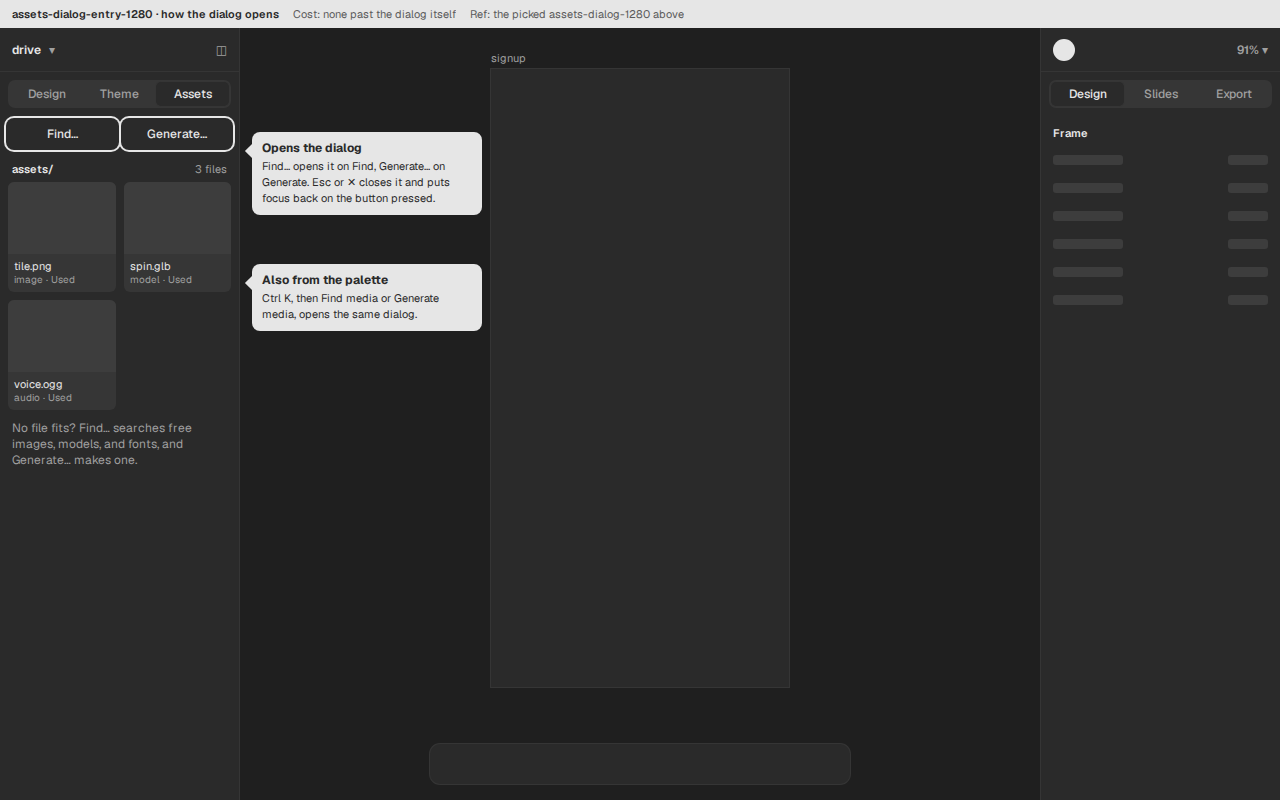 assets-dialog-entry-1280 · how the dialog opens Cost: none past the dialog itself Ref: the picked assets-dialog-1280 above
drive ▾
91% ▾
signup
Design Theme Assets
Design Slides Export
Find… Generate…
Frame
Opens the dialog
Find… opens it on Find, Generate… on
Generate. Esc or ✕ closes it and puts
focus back on the button pressed.
assets/ 3 files
tile.png
image · Used
spin.glb
model · Used
Also from the palette
Ctrl K, then Find media or Generate
media, opens the same dialog.
voice.ogg
audio · Used
No file fits? Find… searches free
images, models, and fonts, and
Generate… makes one.